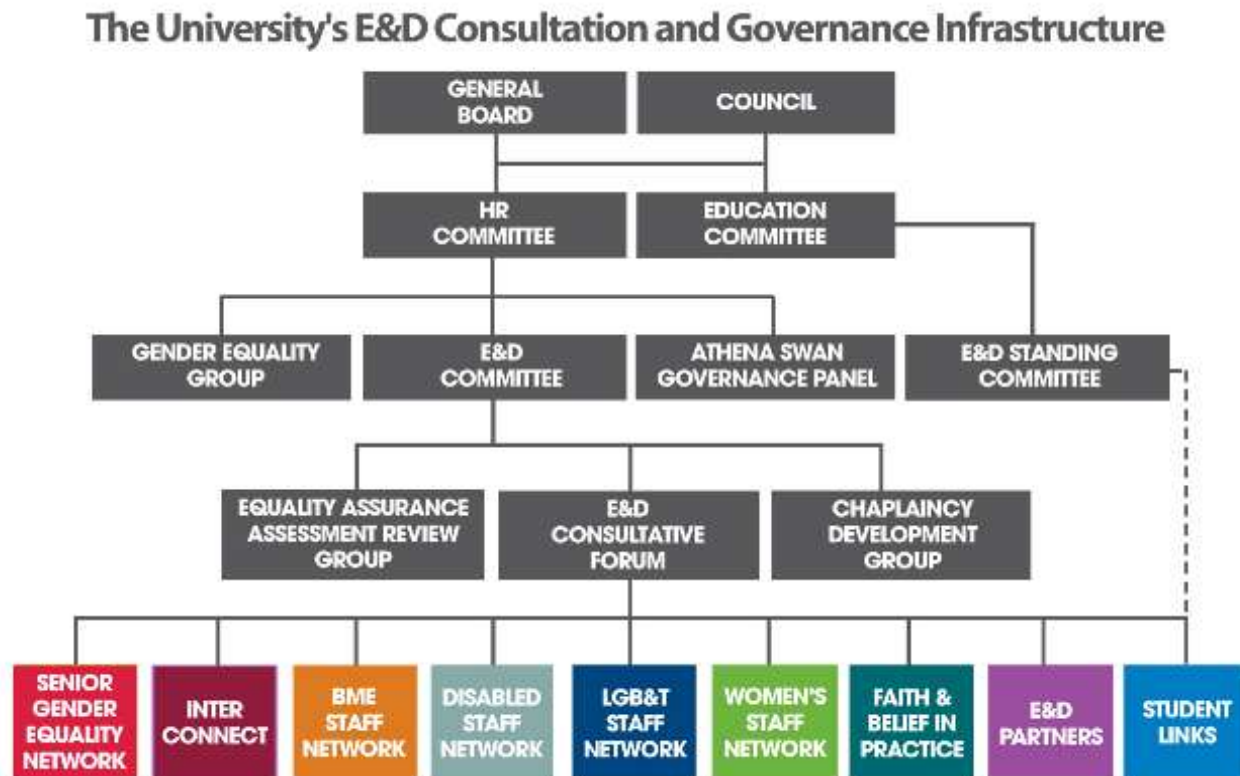 The University's E&D Consultation and Governance Infrastructure
GENERAL
BOARD
COUNCIL
HR
COMMITTEE
EDUCATION
COMMITTEE
GENDER EQUALITY
GROUP
E&D
COMMITTEE
ATHENA SWAN
GOVERNANCE PANEL
E&D STANDING
COMMITTEE
EQUALITY ASSURANCE
ASSESSMENT REVIEW
GROUP
E&D
CONSULTATIVE
FORUM
CHAPLAINCY
DEVELOPMENT
GROUP
SENIOR
GENDER
EQUALITY
NETWORK
INTER
CONNECT
BME
STAFF
NETWORK
DISABLED
STAFF
NETWORK
LGB&T
STAFF
NETWORK
WOMEN'S
STAFF
NETWORK
FAITH &
BELIEF IN
PRACTICE
E&D
PARTNERS
STUDENT
LINKS